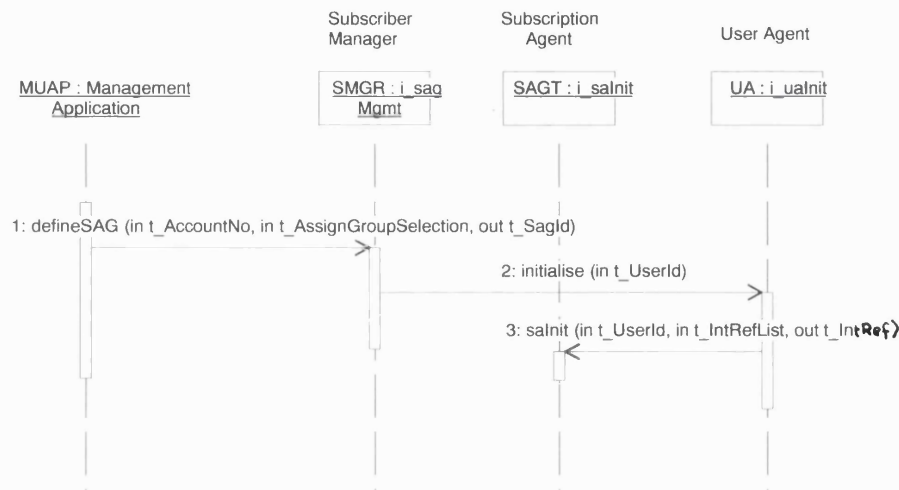 Subscriber
Manager
Subscription
Agent
User Agent
MUAP : Management
Application
SMGR : i_sag
Mgmt
SAGT : i_saInit
UA : i_uaInit
1: defineSAG (in t_AccountNo, in t_AssignGroupSelection, out t_SagId)
2: initialise (in t_UserId)
3: saInit (in t_UserId, in t_IntRefList, out t_IntRef)